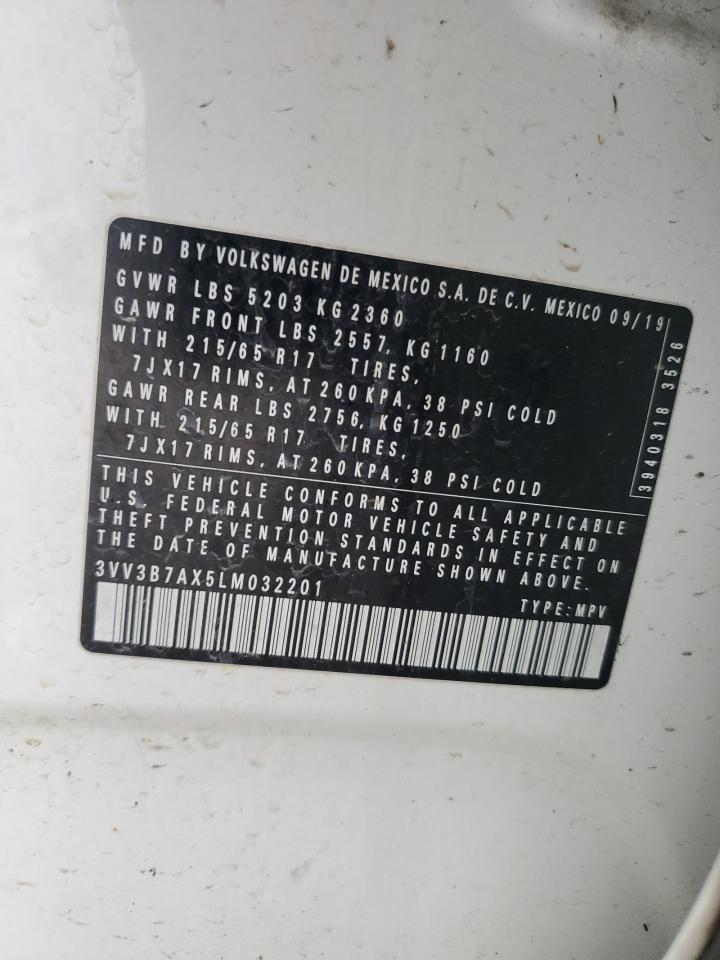 MFD BY VOLKSWAGEN DE MEXICO S.A. DE C.V. MEXICO 09/19
GVWR LBS 5203 KG 2360
GAWR FRONT LBS 2557, KG 1160
WITH 215/65 R17 TIRES,
7JX17 RIMS, AT 260 KPA, 38 PSI COLD
GAWR REAR LBS 2756, KG 1250
WITH 215/65 R17 TIRES,
7JX17 RIMS, AT 260 KPA, 38 PSI COLD
3940318 3526
THIS VEHICLE CONFORMS TO ALL APPLICABLE
U.S. FEDERAL MOTOR VEHICLE SAFETY AND
THEFT PREVENTION STANDARDS IN EFFECT ON
THE DATE OF MANUFACTURE SHOWN ABOVE.
3VV3B7AX5LM032201
TYPE: MPV